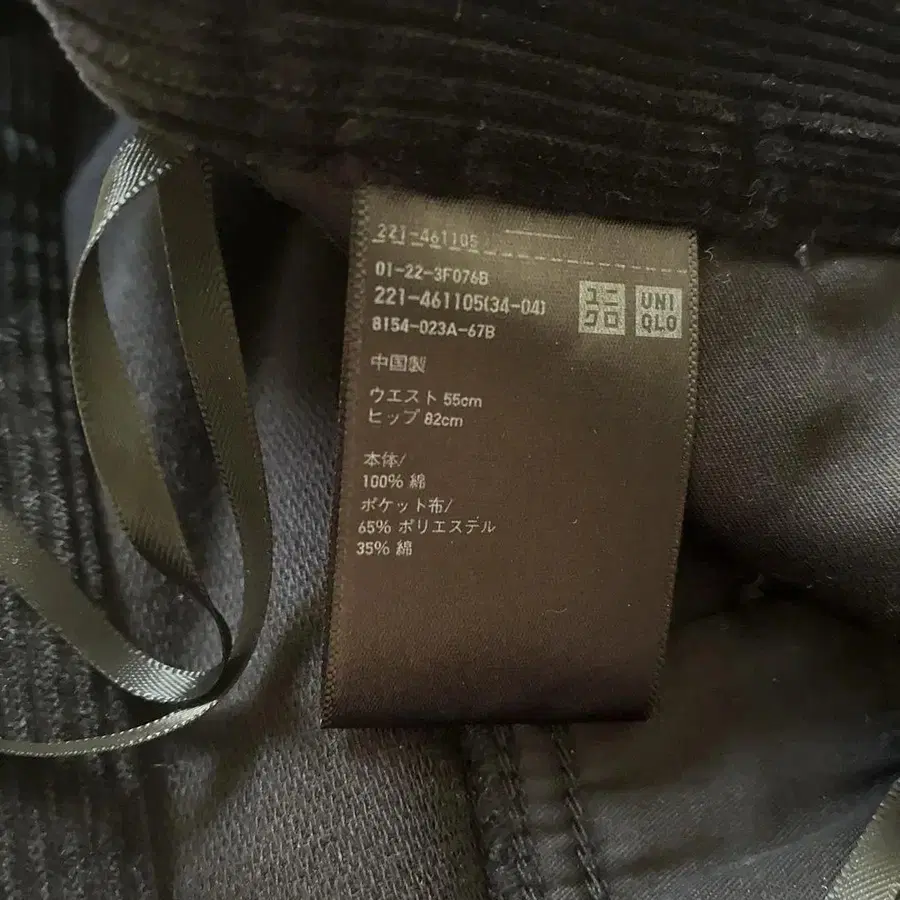 221-461105
01-22-3F076B
221-461105(34-04)
8154-023A-67B
ユニ
クロ
UNI
QLO
中国製
ウエスト 55cm
ヒップ 82cm
本体/
100% 綿
ポケット布/
65% ポリエステル
35% 綿